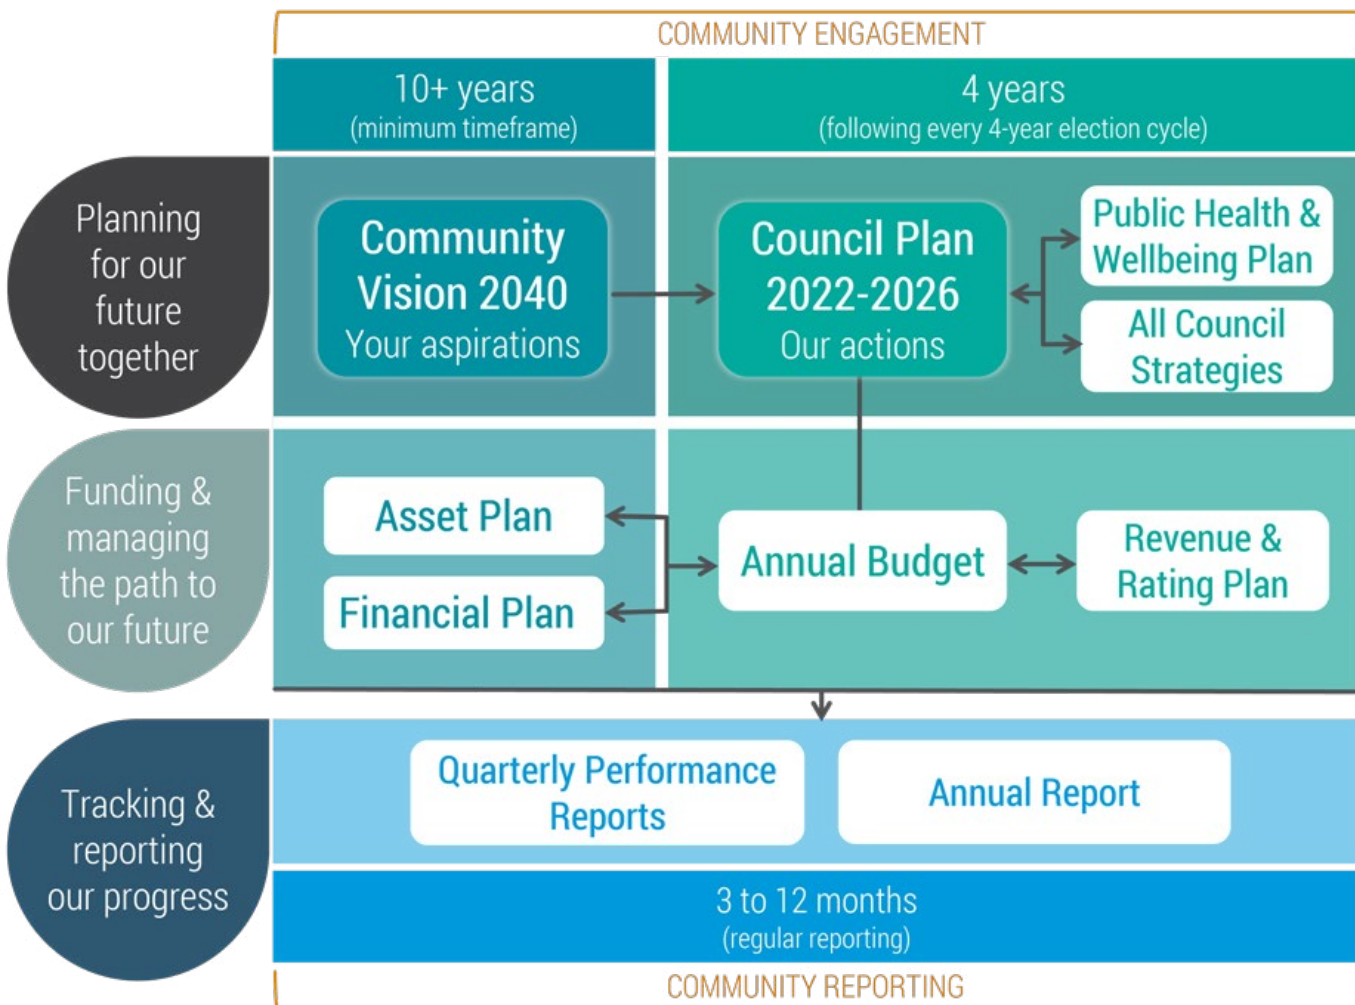 COMMUNITY ENGAGEMENT
10+ years
(minimum timeframe)
4 years
(following every 4-year election cycle)
Planning
for our
future
together
Community
Vision 2040
Your aspirations
Council Plan
2022-2026
Our actions
Public Health &
Wellbeing Plan
All Council
Strategies
Funding &
managing
the path to
our future
Asset Plan
Financial Plan
Annual Budget
Revenue &
Rating Plan
Tracking &
reporting
our progress
Quarterly Performance
Reports
Annual Report
3 to 12 months
(regular reporting)
COMMUNITY REPORTING